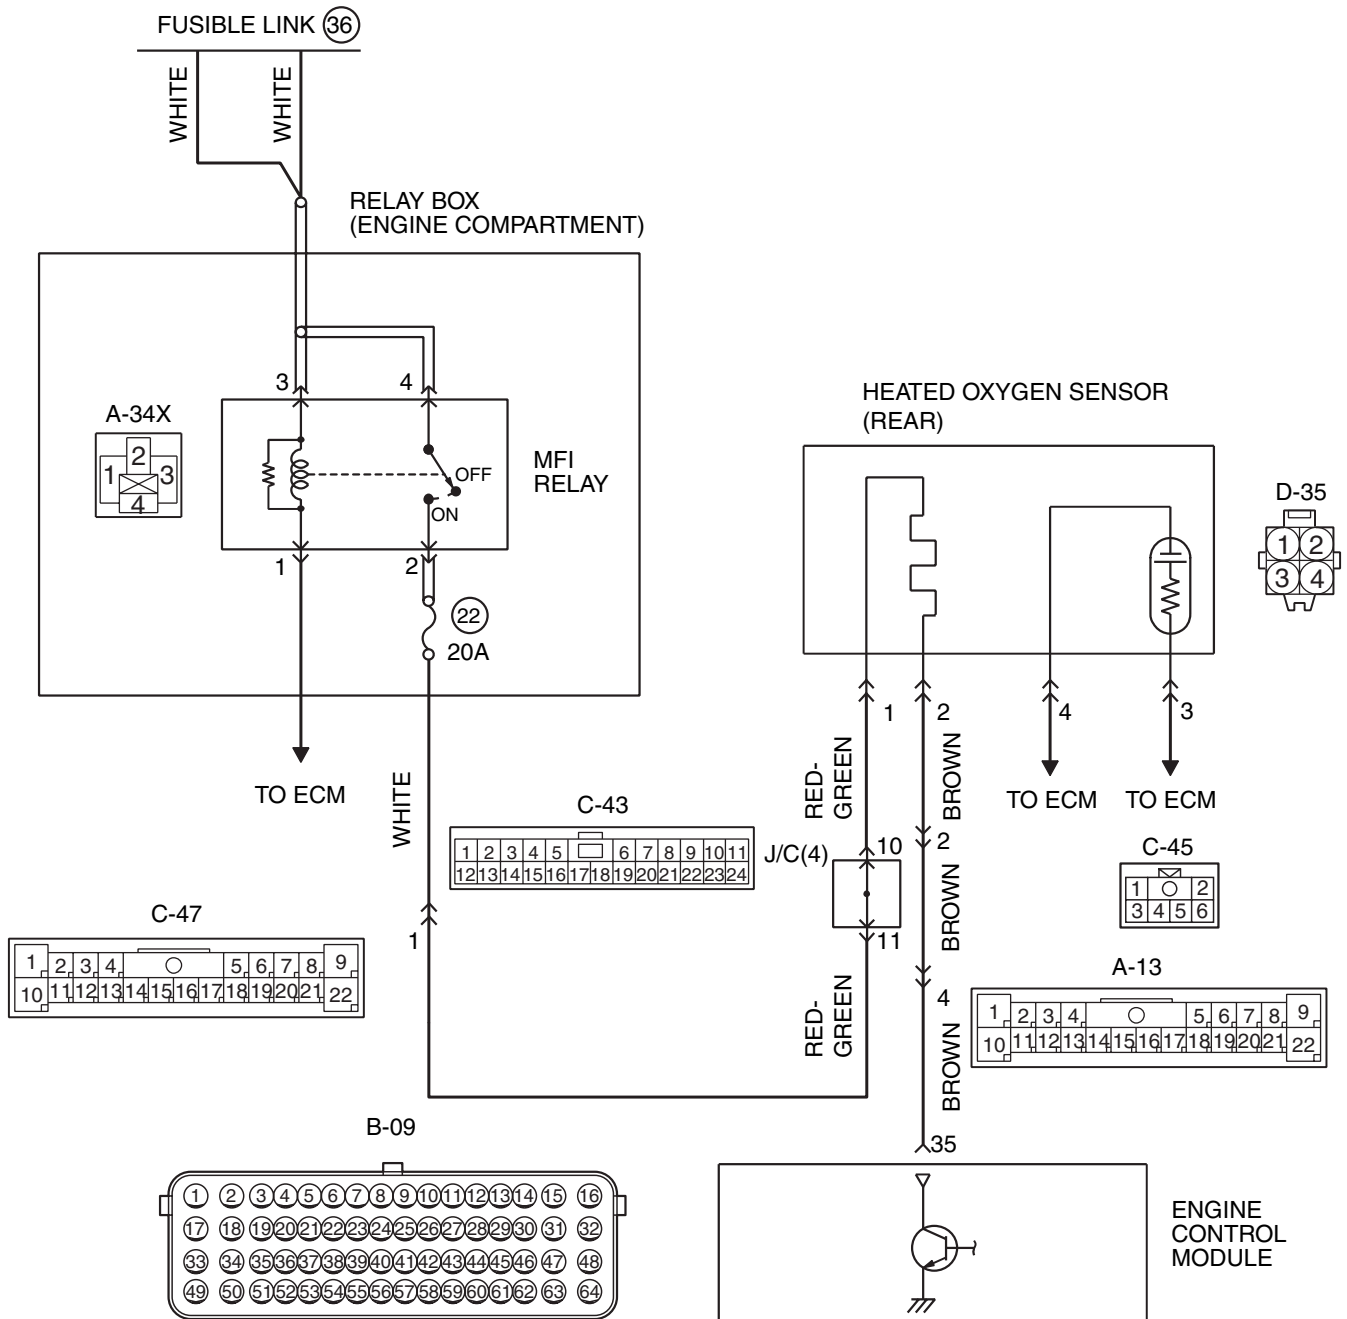 FUSIBLE LINK 36
WHITE
WHITE
RELAY BOX
(ENGINE COMPARTMENT)
3
4
A-34X
2
1
3
4
OFF
ON
MFI
RELAY
1
2
22
20A
TO ECM
WHITE
1
HEATED OXYGEN SENSOR
(REAR)
D-35
1 2
3 4
1
2
4
3
RED-
GREEN
BROWN
TO ECM
TO ECM
C-43
1 2 3 4 5 6 7 8 9 10 11
12 13 14 15 16 17 18 19 20 21 22 23 24
J/C(4)
10
11
2
BROWN
C-45
1 2
3 4 5 6
C-47
1 2 3 4 5 6 7 8 9
10 11 12 13 14 15 16 17 18 19 20 21 22
RED-
GREEN
4
BROWN
A-13
1 2 3 4 5 6 7 8 9
10 11 12 13 14 15 16 17 18 19 20 21 22
B-09
1 2 3 4 5 6 7 8 9 10 11 12 13 14 15 16
17 18 19 20 21 22 23 24 25 26 27 28 29 30 31 32
33 34 35 36 37 38 39 40 41 42 43 44 45 46 47 48
49 50 51 52 53 54 55 56 57 58 59 60 61 62 63 64
35
ENGINE
CONTROL
MODULE